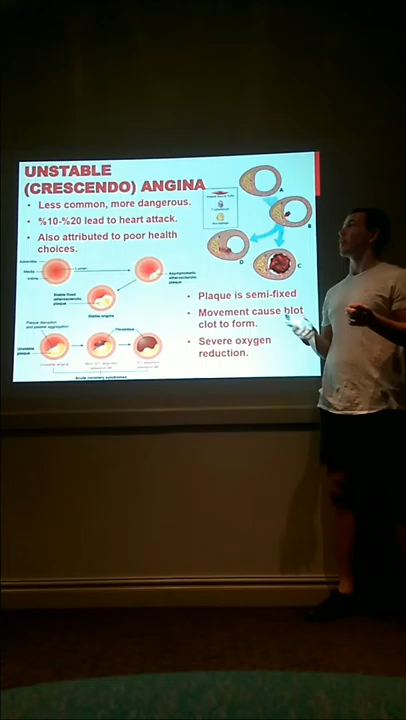 UNSTABLE
(CRESCENDO) ANGINA
• Less common, more dangerous.
• %10-%20 lead to heart attack.
• Also attributed to poor health
choices.
Adventitia
Media
Intima
Lumen
Asymptomatic
atherosclerotic
plaque
Stable fixed
atherosclerotic
plaque
Stable angina
Plaque disruption
and platelet aggregation
Thrombus
Unstable
plaque
Unstable angina
Acute coronary syndromes
A
B
D
C
• Plaque is semi-fixed
• Movement cause blot
clot to form.
• Severe oxygen
reduction.